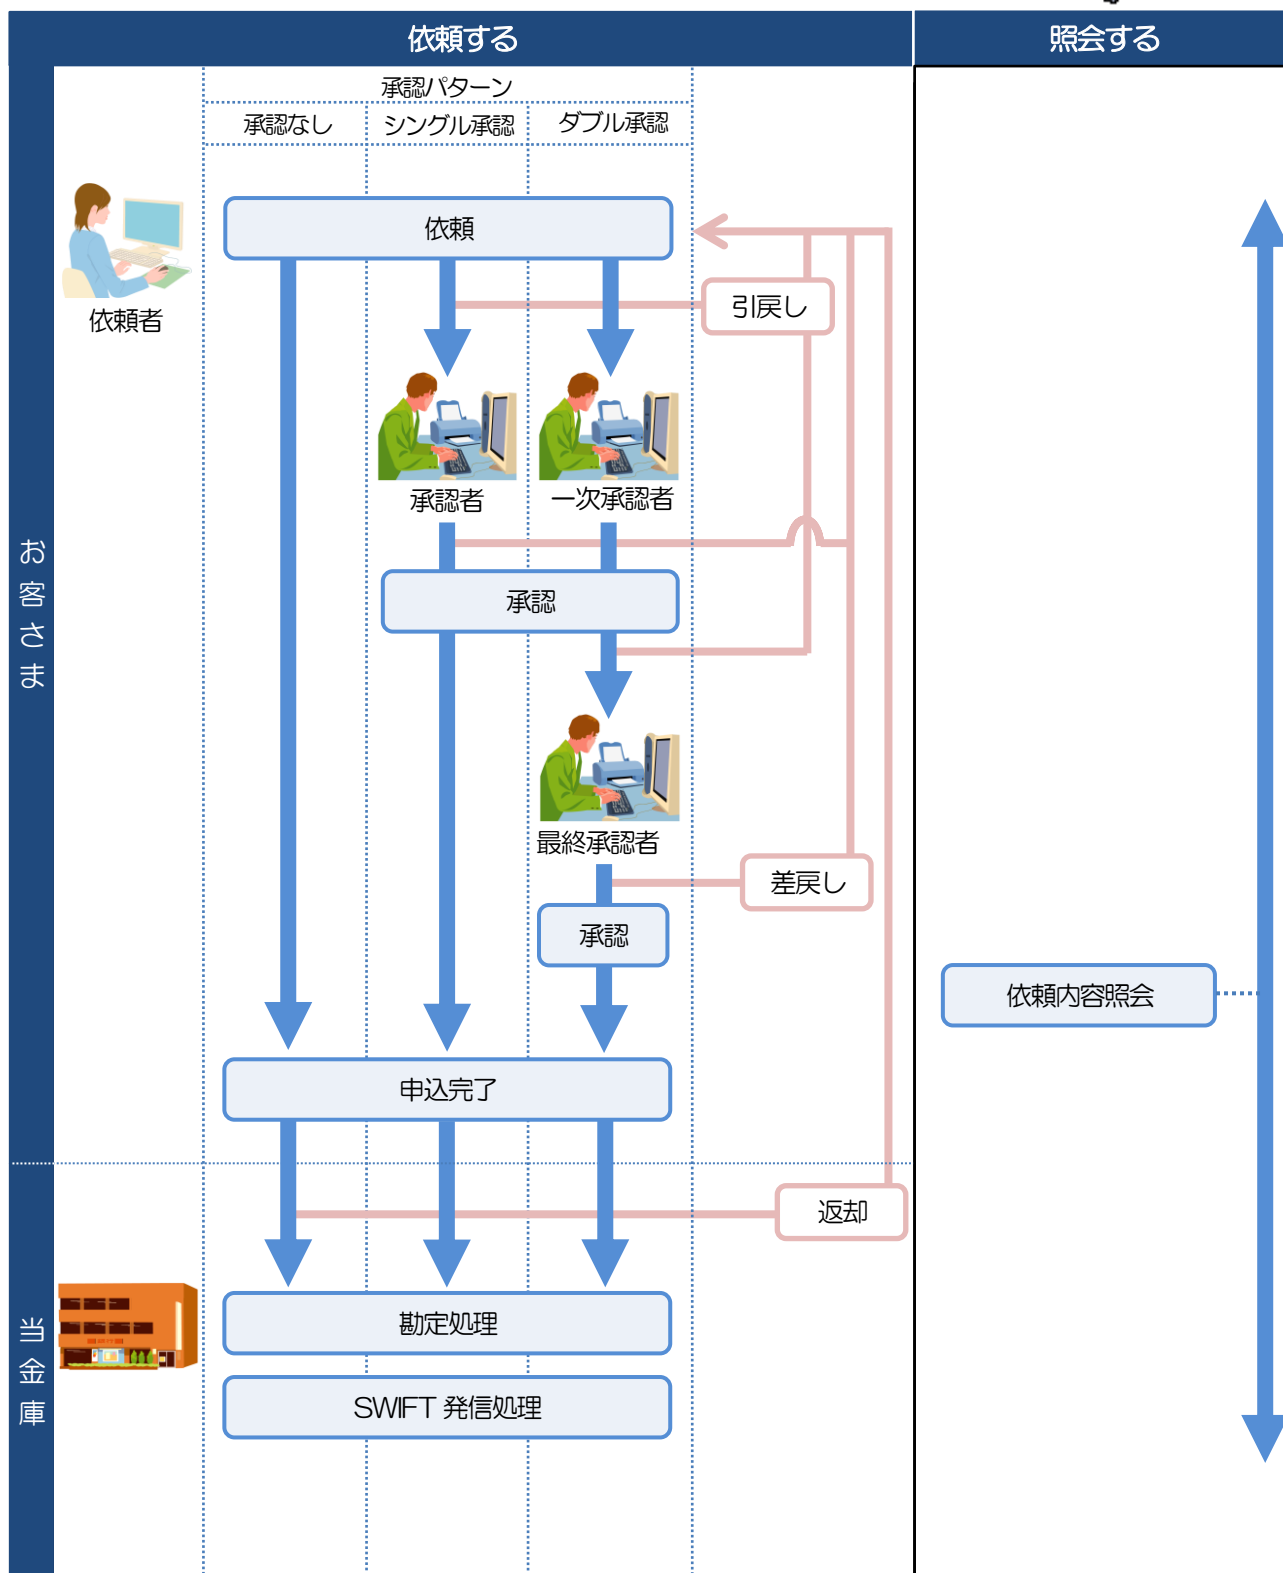 依頼する
照会する
承認パターン
承認なし
シングル承認
ダブル承認
依頼
依頼者
引戻し
承認者
一次承認者
お客さま
承認
最終承認者
差戻し
承認
依頼内容照会
申込完了
返却
当金庫
勘定処理
SWIFT 発信処理